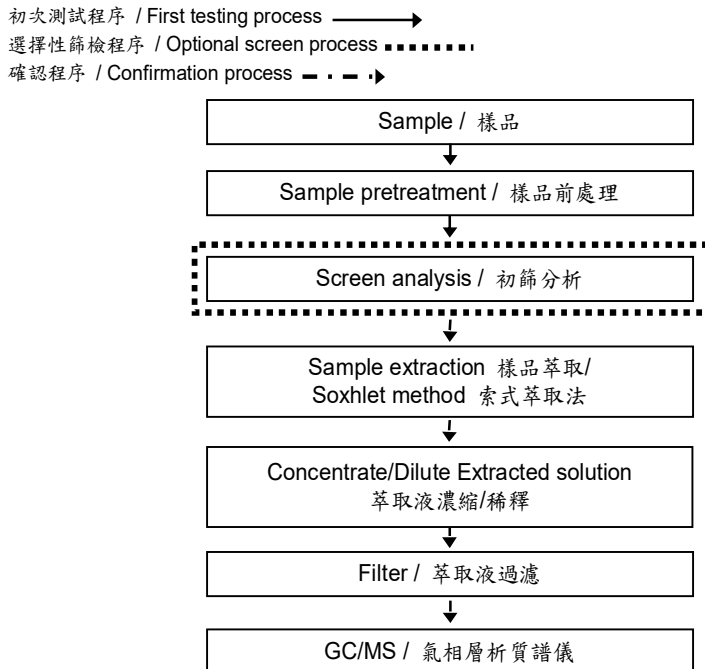 初次測試程序 / First testing process
選擇性篩檢程序 / Optional screen process
確認程序 / Confirmation process
Sample / 樣品
Sample pretreatment / 樣品前處理
Screen analysis / 初篩分析
Sample extraction 樣品萃取/
Soxhlet method 索式萃取法
Concentrate/Dilute Extracted solution
萃取液濃縮/稀釋
Filter / 萃取液過濾
GC/MS / 氣相層析質譜儀